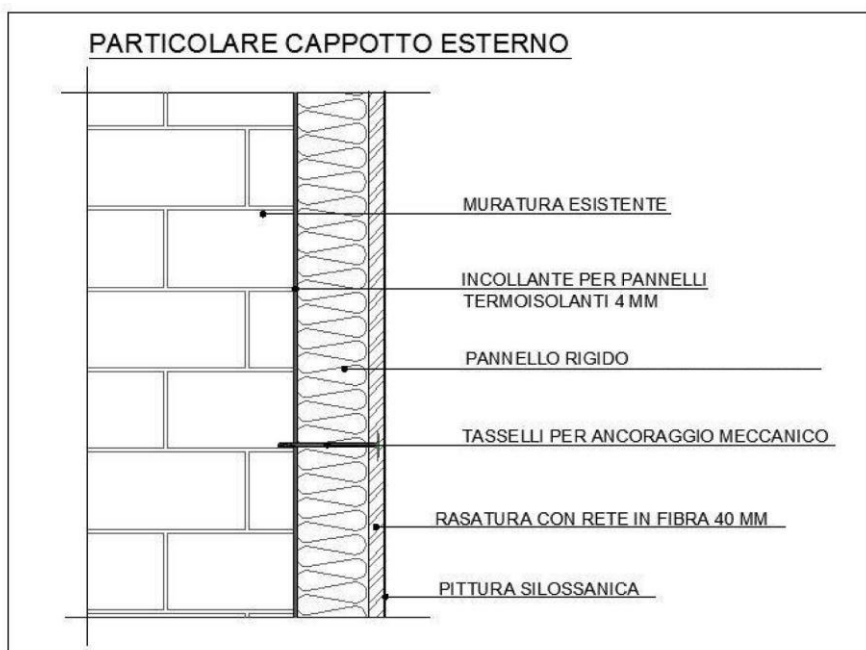 PARTICOLARE CAPPOTTO ESTERNO
MURATURA ESISTENTE
INCOLLANTE PER PANNELLI
TERMOISOLANTI 4 MM
PANNELLO RIGIDO
TASSELLI PER ANCORAGGIO MECCANICO
RASATURA CON RETE IN FIBRA 40 MM
PITTURA SILOSSANICA